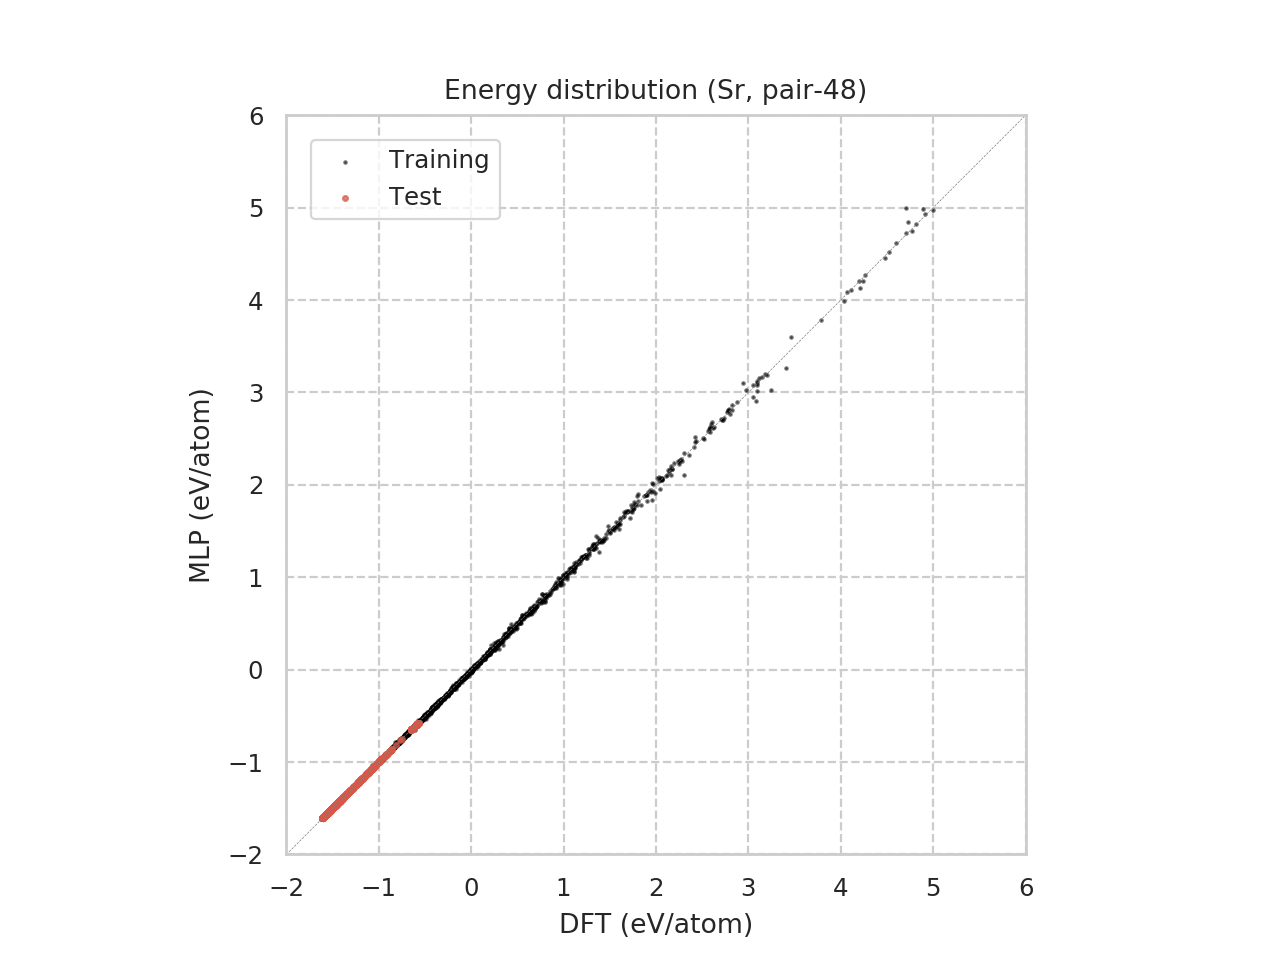 Energy distribution (Sr, pair-48)
Training
Test
6
5
4
3
2
1
0
−1
−2
MLP (eV/atom)
−2 −1 0 1 2 3 4 5 6
DFT (eV/atom)